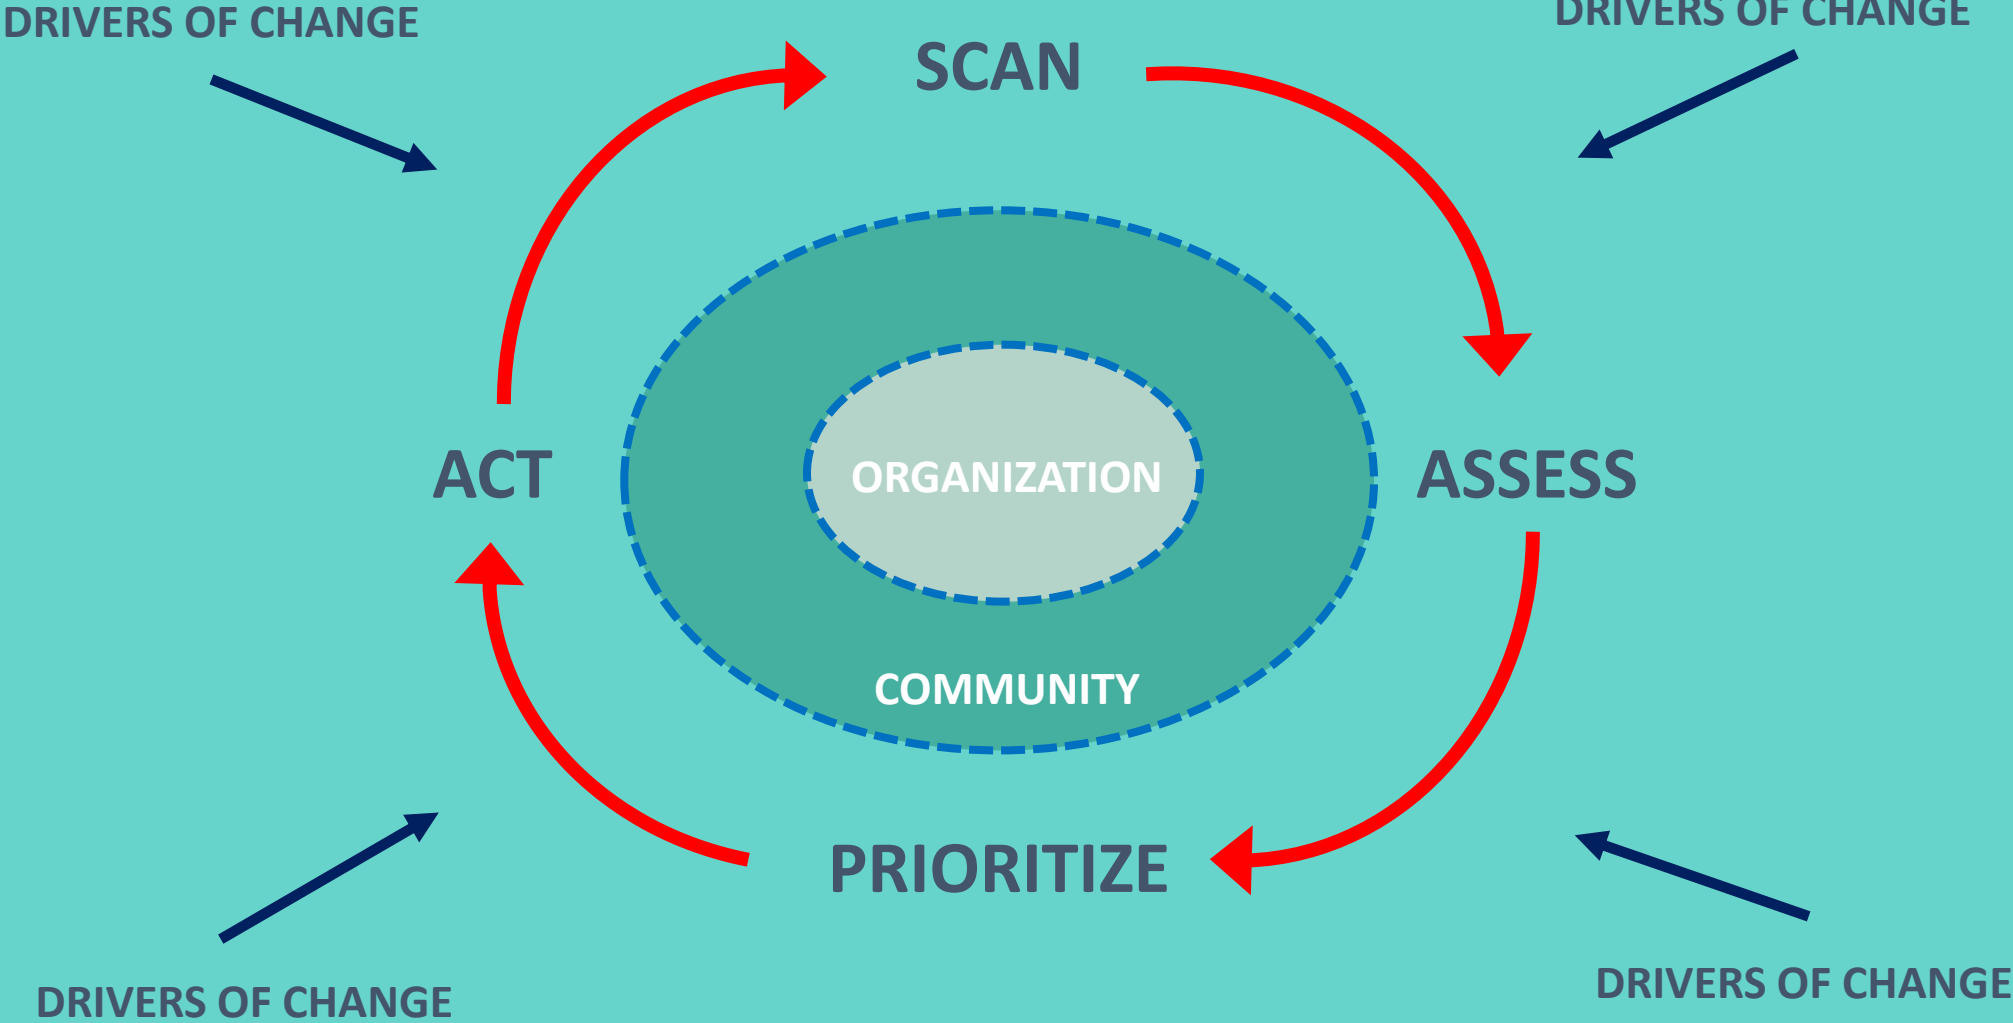 DRIVERS OF CHANGE
DRIVERS OF CHANGE
SCAN
ACT
ORGANIZATION
ASSESS
COMMUNITY
PRIORITIZE
DRIVERS OF CHANGE
DRIVERS OF CHANGE